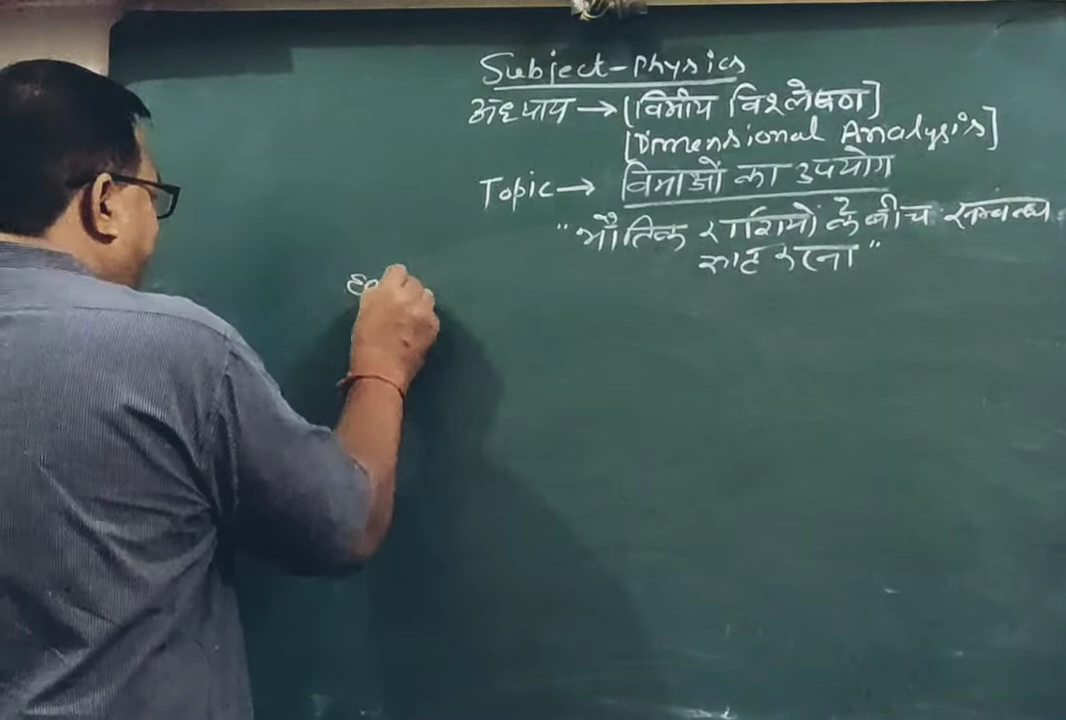 Subject-Physics
अध्याय → [विमीय विश्लेषण]
[Dimensional Analysis]
Topic → विमाओं का उपयोग
"भौतिक राशियों के बीच सम्बन्ध
ज्ञात करना"